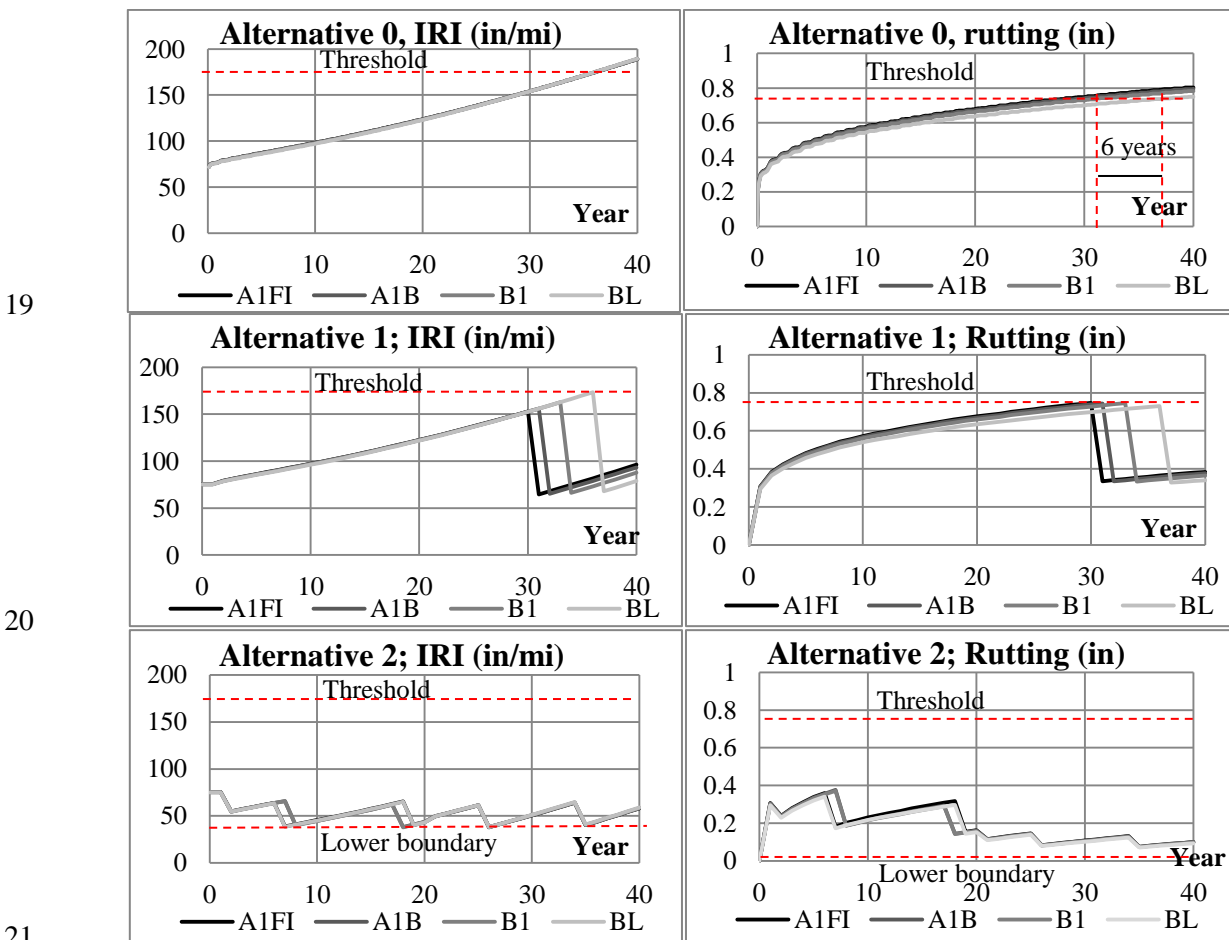 Alternative 0, IRI (in/mi)
Threshold
200
150
100
50
0
Year
0 10 20 30 40
A1FI A1B B1 BL
Alternative 0, rutting (in)
Threshold
1
0.8
0.6
0.4
0.2
0
6 years
Year
0 10 20 30 40
A1FI A1B B1 BL
19
Alternative 1; IRI (in/mi)
Threshold
200
150
100
50
0
Year
0 10 20 30 40
A1FI A1B B1 BL
Alternative 1; Rutting (in)
Threshold
1
0.8
0.6
0.4
0.2
0
Year
0 10 20 30 40
A1FI A1B B1 BL
20
Alternative 2; IRI (in/mi)
Threshold
200
150
100
50
0
Lower boundary
Year
0 10 20 30 40
A1FI A1B B1 BL
Alternative 2; Rutting (in)
Threshold
1
0.8
0.6
0.4
0.2
0
Year
Lower boundary
0 10 20 30 40
A1FI A1B B1 BL
21